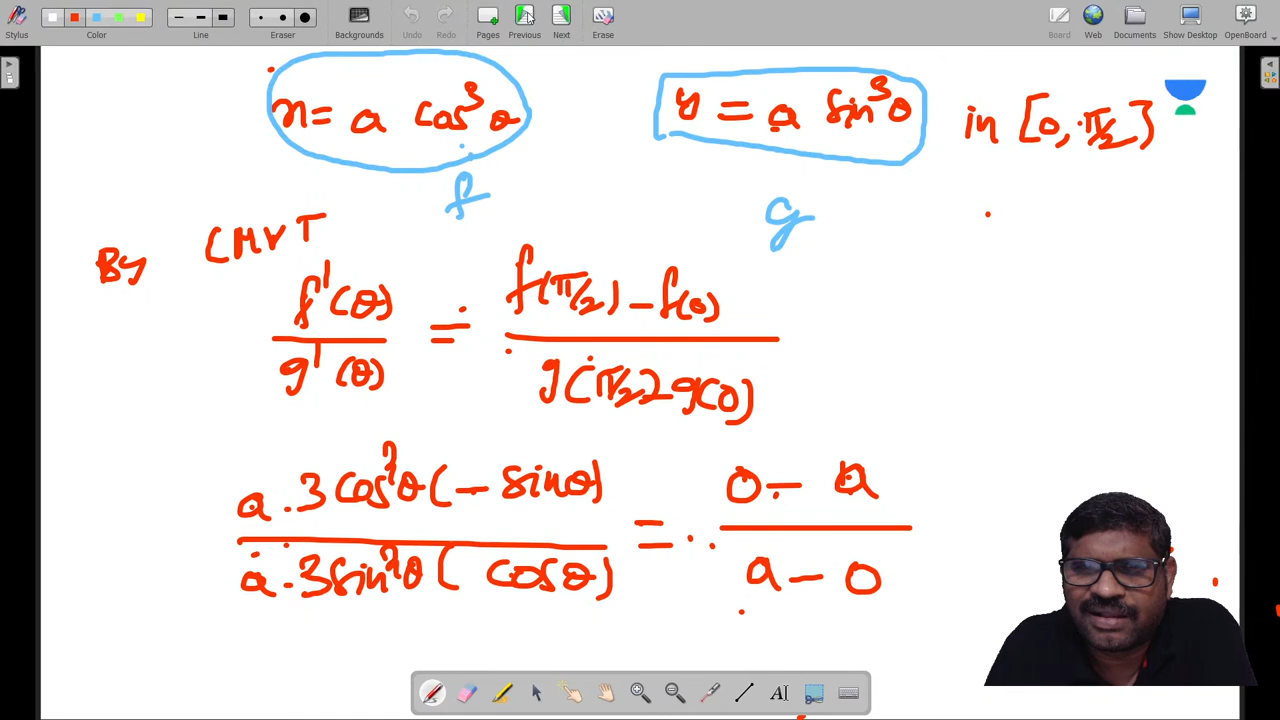 Stylus Color Line Eraser Backgrounds Undo Redo Pages Previous Next Erase Board Web Documents Show Desktop OpenBoard
x = a cos³θ y = a sin³θ in [0, π/2]
f g
By CMVT
f'(θ) / g'(θ) = f(π/2) - f(0) / g(π/2) g(0)
a.3cos²θ(- sinθ) / a.3sin²θ( cosθ) = 0 - a / a - 0